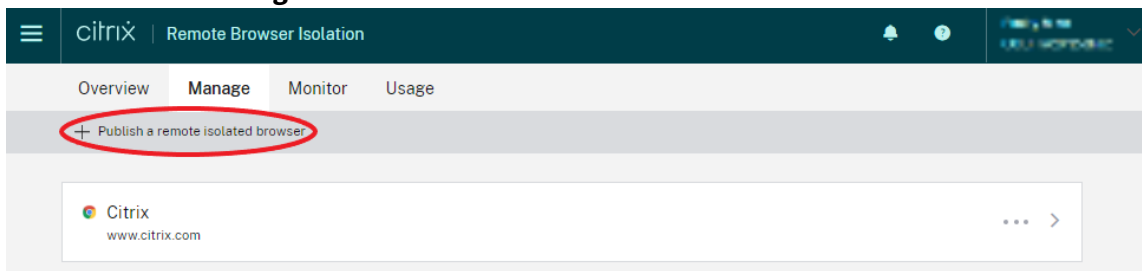 citrix | Remote Browser Isolation
Overview Manage Monitor Usage
+ Publish a remote isolated browser
Citrix
www.citrix.com